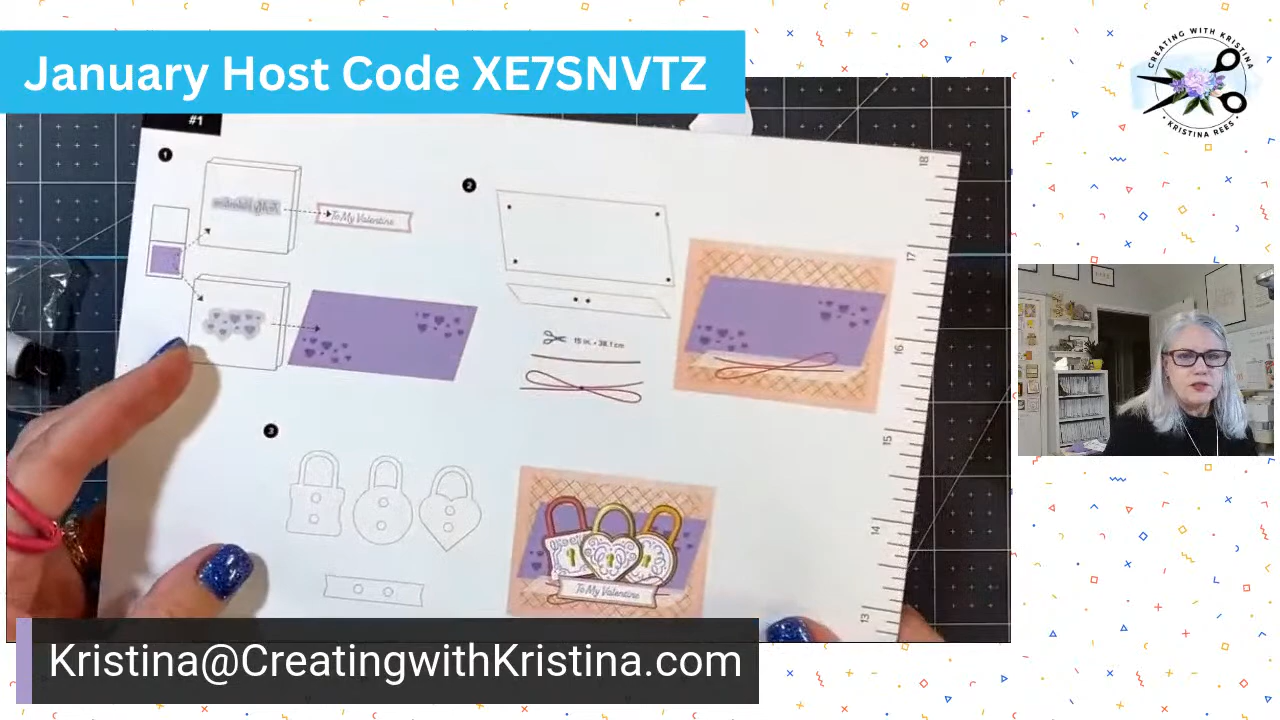 January Host Code XE7SNVTZ
CREATING WITH KRISTINA
KRISTINA REES
#1
1
To My Valentine
2
15 in. • 38.1 cm
3
To My Valentine
18
17
16
15
14
13
Kristina@CreatingwithKristina.com